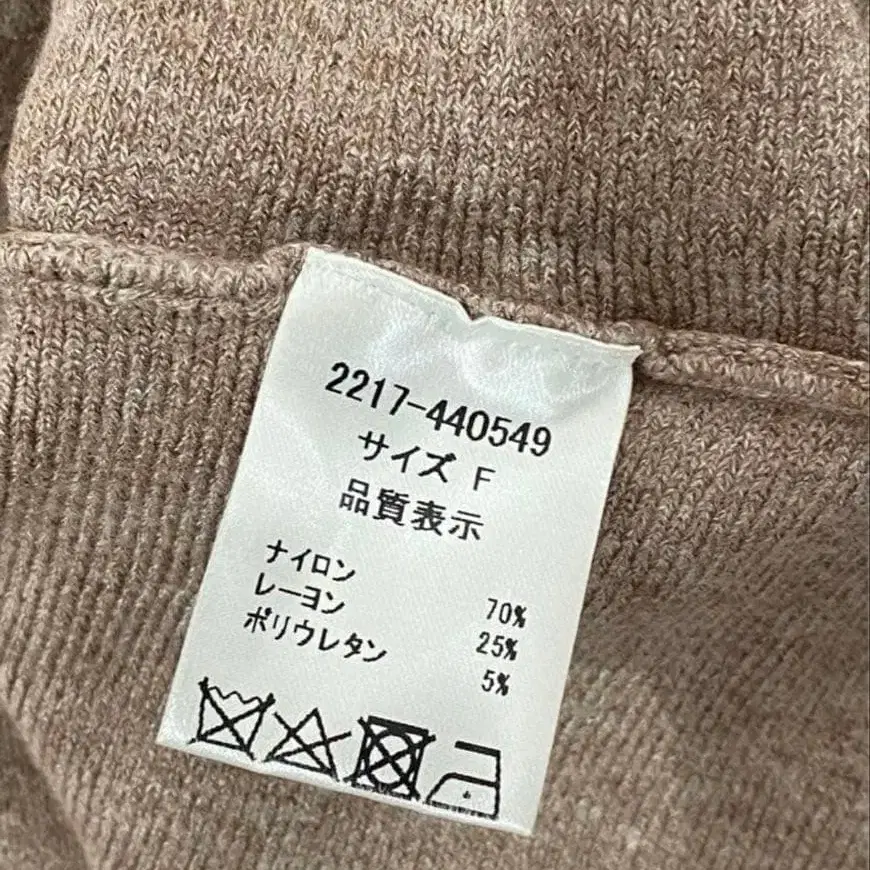 2217-440549
サイズ F
品質表示
ナイロン 70%
レーヨン 25%
ポリウレタン 5%